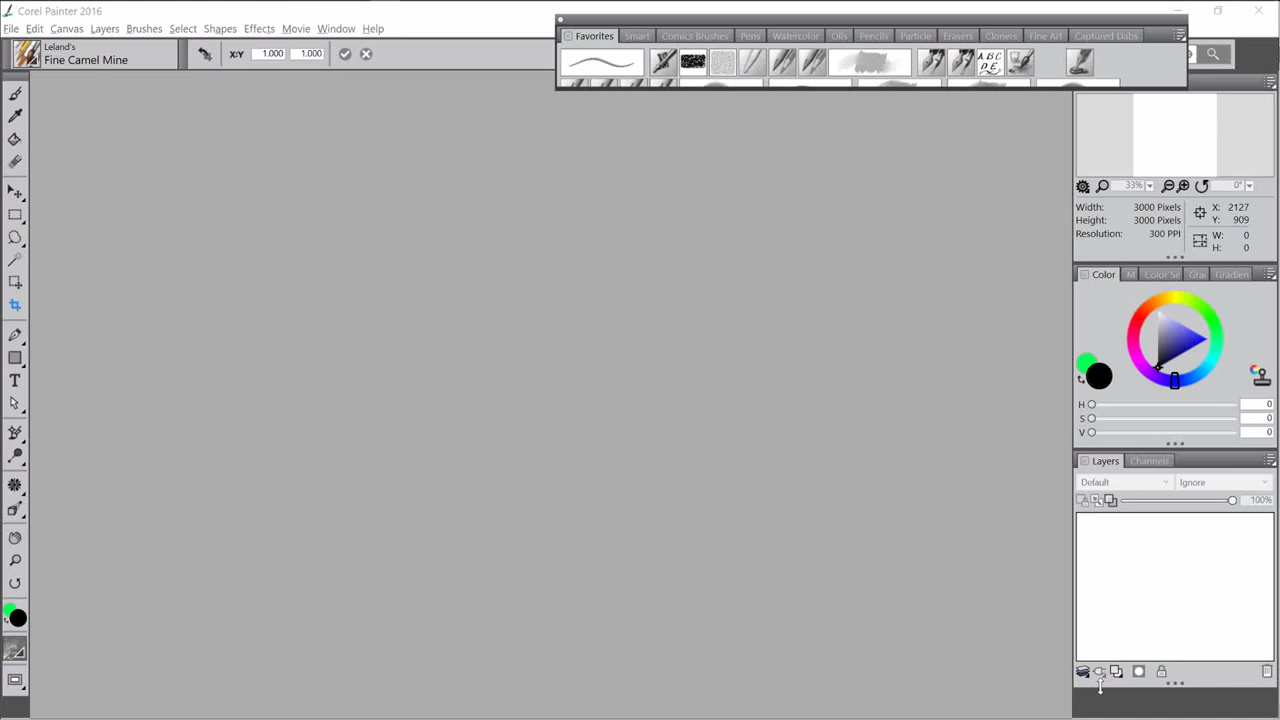 Corel Painter 2016
File Edit Canvas Layers Brushes Select Shapes Effects Movie Window Help
Leland's
Fine Camel Mine
X:Y 1.000 1.000
Favorites Smart Comics Brushes Pens Watercolor Oils Pencils Particle Erasers Cloners Fine Art Captured Dabs
ABC
DE
33% 0°
Width: 3000 Pixels X: 2127
Height: 3000 Pixels Y: 909
Resolution: 300 PPI W: 0
H: 0
Color M Color Se Gra Gradien
H 0
S 0
V 0
Layers Channels
Default Ignore
100%
T